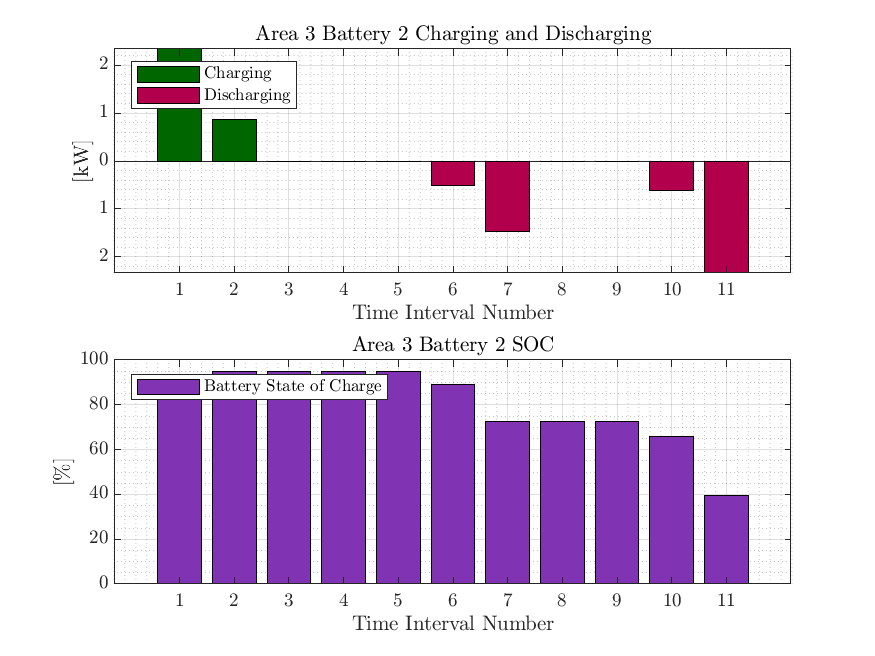 Area 3 Battery 2 Charging and Discharging
2
1
0
1
2
[kW]
Charging
Discharging
1 2 3 4 5 6 7 8 9 10 11
Time Interval Number
Area 3 Battery 2 SOC
100
80
60
40
20
0
[%]
Battery State of Charge
1 2 3 4 5 6 7 8 9 10 11
Time Interval Number